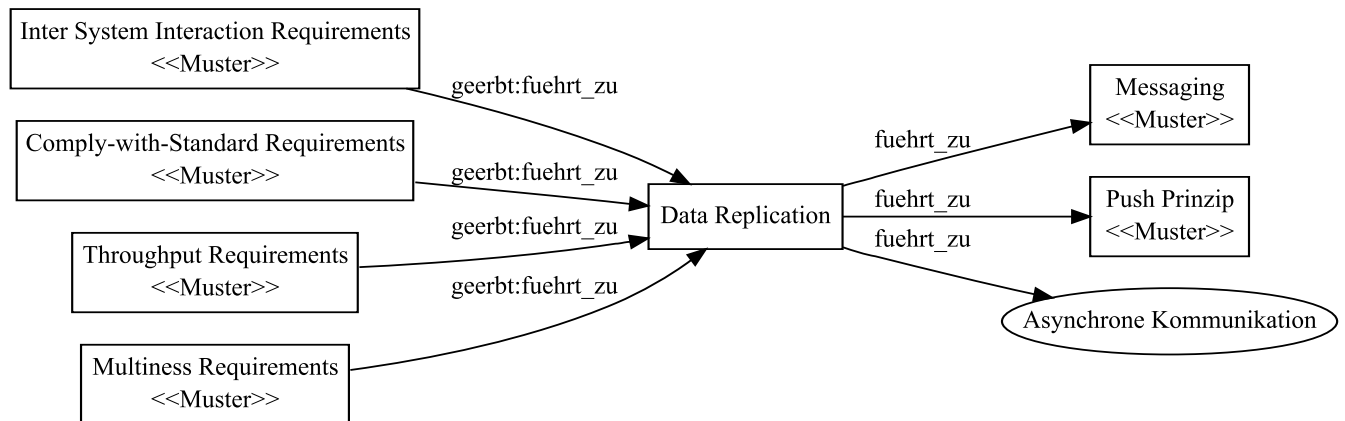 Inter System Interaction Requirements
<<Muster>>
geerbt:fuehrt_zu
Comply-with-Standard Requirements
<<Muster>>
geerbt:fuehrt_zu
Throughput Requirements
<<Muster>>
geerbt:fuehrt_zu
Multiness Requirements
<<Muster>>
geerbt:fuehrt_zu
Data Replication
fuehrt_zu
Messaging
<<Muster>>
fuehrt_zu
Push Prinzip
<<Muster>>
fuehrt_zu
Asynchrone Kommunikation